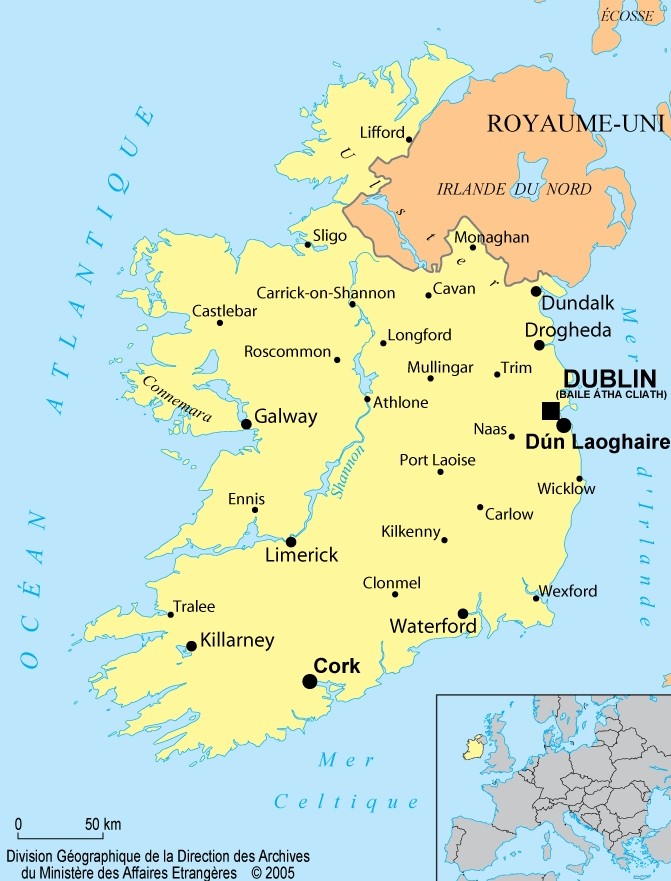 ÉCOSSE
ROYAUME-UNI
Lifford
IRLANDE DU NORD
Ulster
ATLANTIQUE
Sligo
Monaghan
Carrick-on-Shannon
Cavan
Dundalk
Castlebar
Drogheda
Longford
Roscommon
Mullingar
Trim
DUBLIN
(BAILE ÁTHA CLIATH)
Connemara
Athlone
Galway
Naas
Dún Laoghaire
Port Laoise
Shannon
Wicklow
Mer
d'Irlande
Ennis
Carlow
Kilkenny
OCÉAN
Limerick
Clonmel
Wexford
Tralee
Waterford
Killarney
Cork
Mer
Celtique
0 50 km
Division Géographique de la Direction des Archives
du Ministère des Affaires Etrangères © 2005